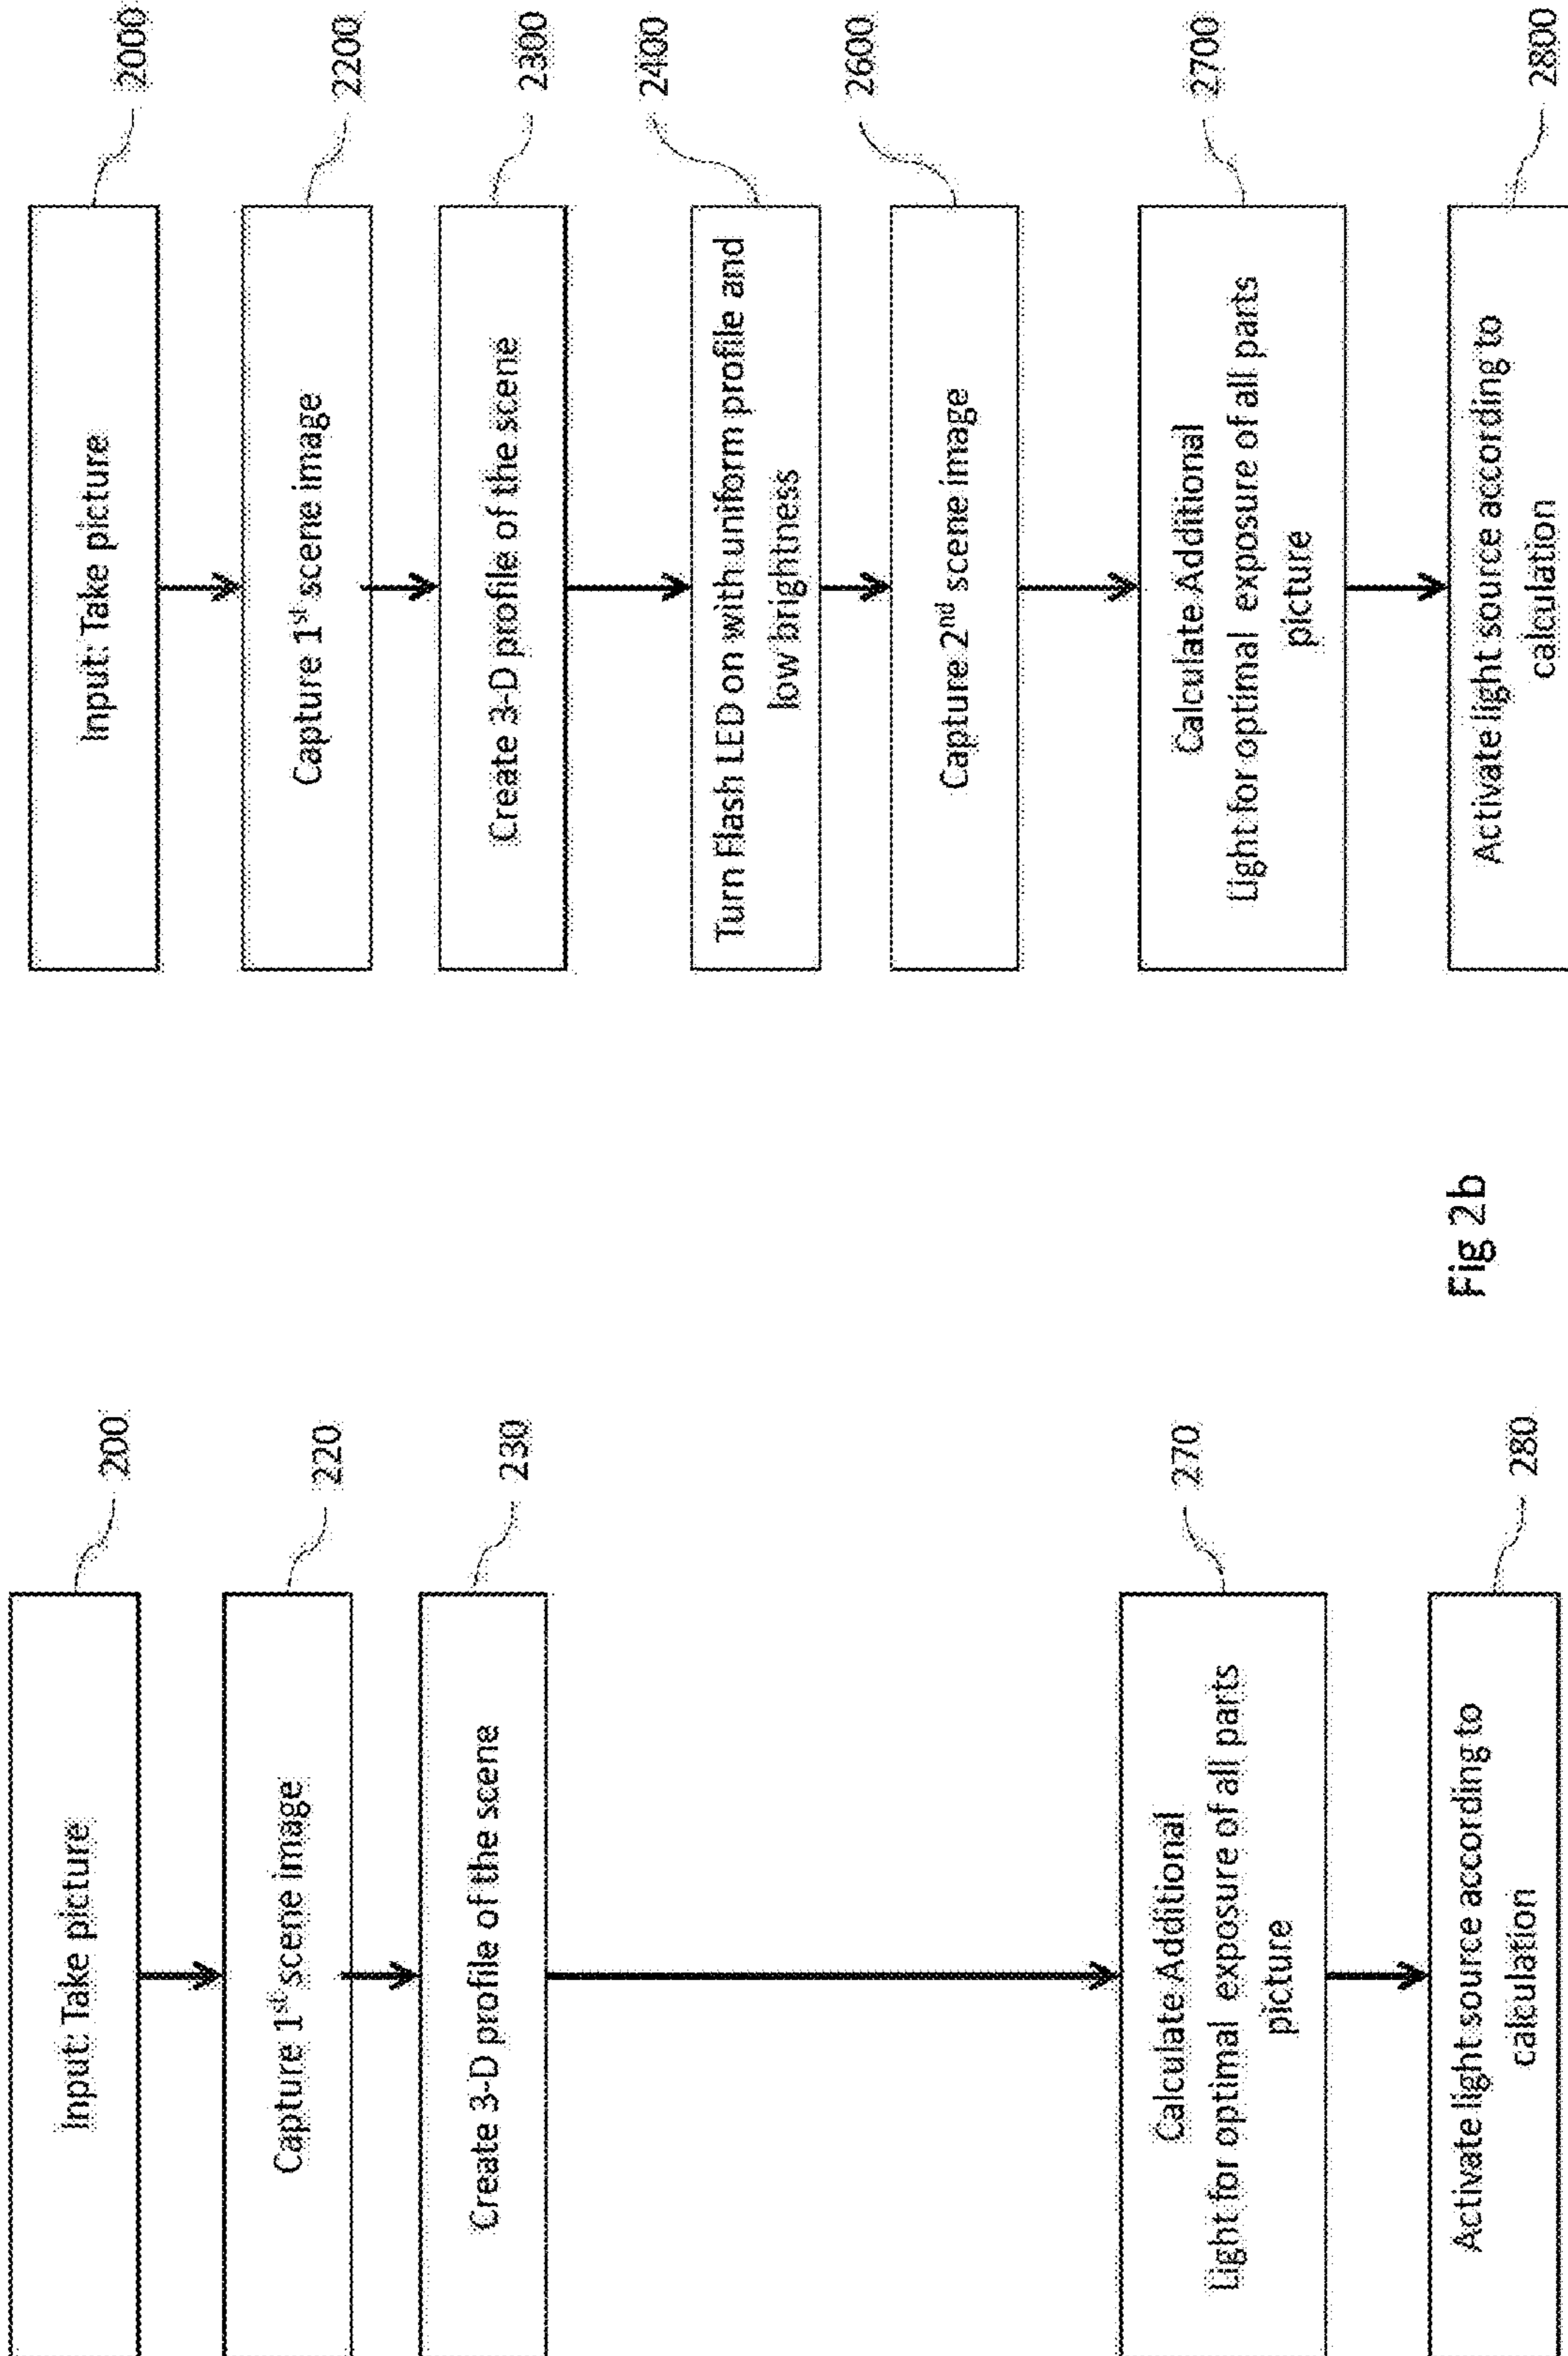 Input: Take picture
200
Capture 1st scene image
220
Create 3-D profile of the scene
230
Calculate Additional
Light for optimal exposure of all parts
picture
270
Activate light source according to
calculation
280
Fig 2b
Input: Take picture
2000
Capture 1st scene image
2200
Create 3-D profile of the scene
2300
Turn Flash LED on with uniform profile and
low brightness
2400
Capture 2nd scene image
2600
Calculate Additional
Light for optimal exposure of all parts
picture
2700
Activate light source according to
calculation
2800